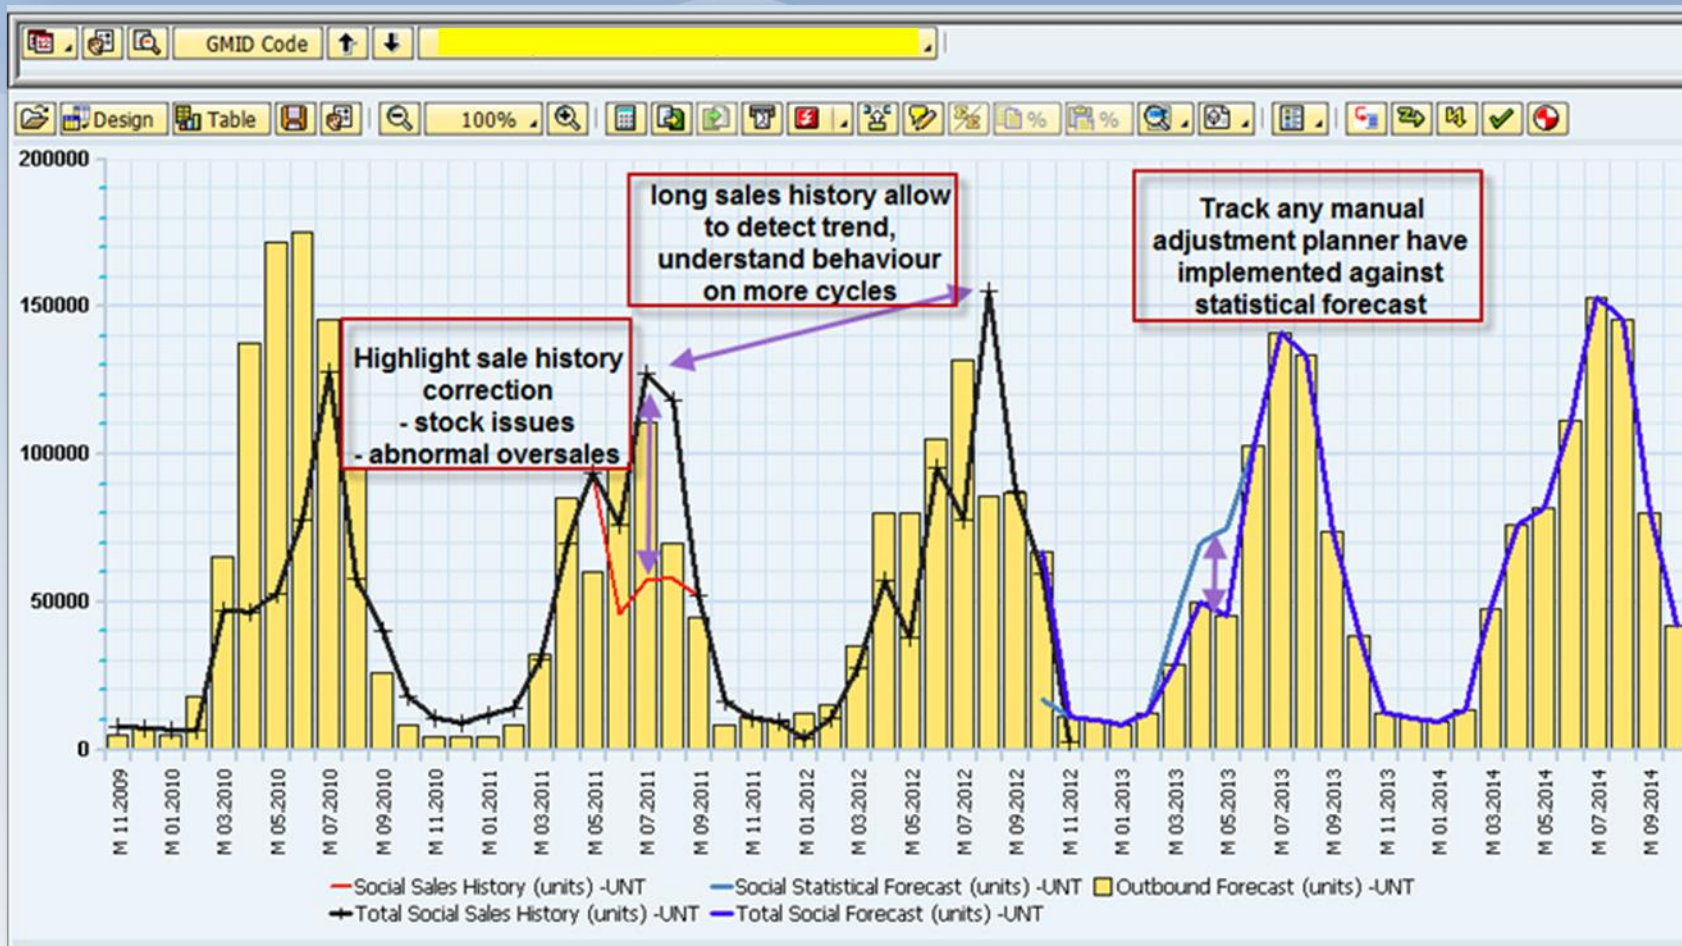 GMID Code
Design
Table
100%
%
%
200000
150000
100000
50000
0
long sales history allow
to detect trend,
understand behaviour
on more cycles
Track any manual
adjustment planner have
implemented against
statistical forecast
Highlight sale history
correction
- stock issues
- abnormal oversales
M 11.2009
M 01.2010
M 03.2010
M 05.2010
M 07.2010
M 09.2010
M 11.2010
M 01.2011
M 03.2011
M 05.2011
M 07.2011
M 09.2011
M 11.2011
M 01.2012
M 03.2012
M 05.2012
M 07.2012
M 09.2012
M 11.2012
M 01.2013
M 03.2013
M 05.2013
M 07.2013
M 09.2013
M 11.2013
M 01.2014
M 03.2014
M 05.2014
M 07.2014
M 09.2014
Social Sales History (units) -UNT
Social Statistical Forecast (units) -UNT
Outbound Forecast (units) -UNT
Total Social Sales History (units) -UNT
Total Social Forecast (units) -UNT